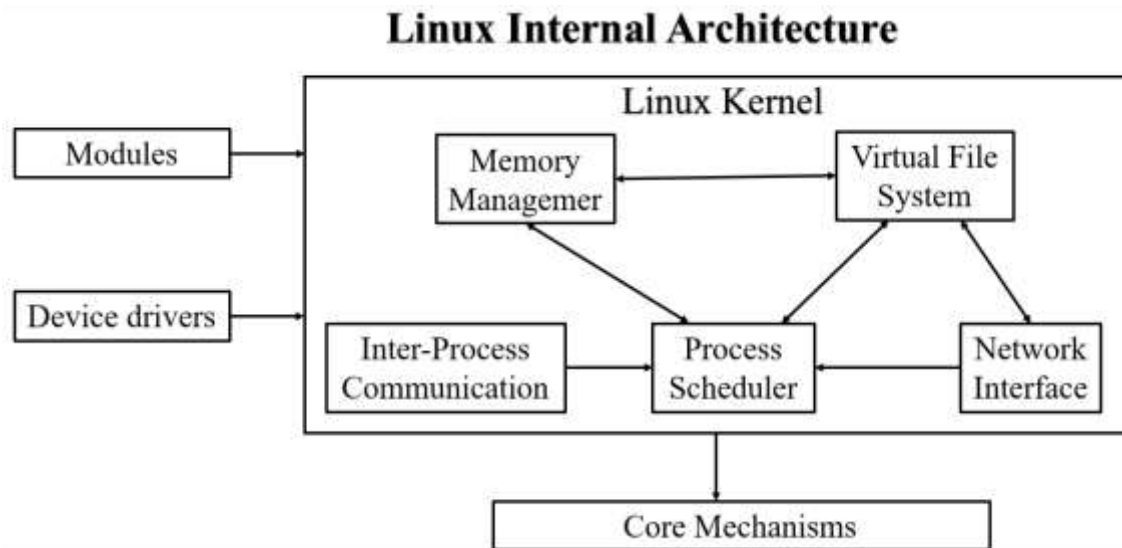 Linux Internal Architecture
Linux Kernel
Modules
Memory
Managemer
Virtual File
System
Device drivers
Inter-Process
Communication
Process
Scheduler
Network
Interface
Core Mechanisms